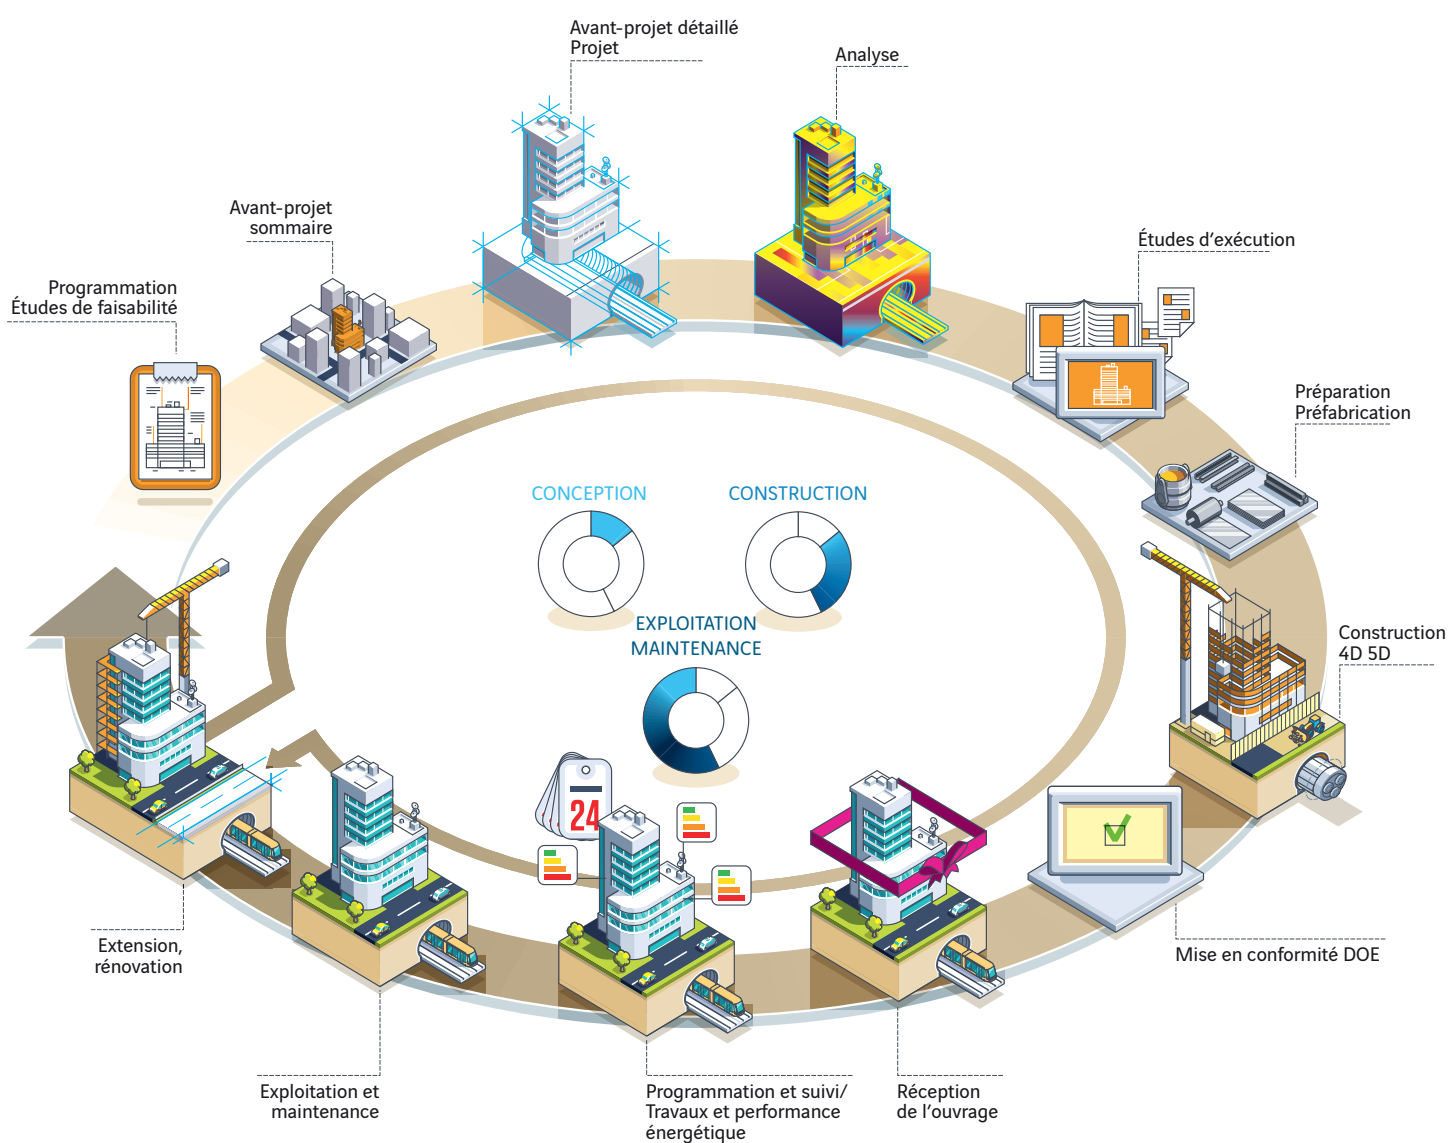 Avant-projet détaillé
Projet
Analyse
Avant-projet
sommaire
Études d’exécution
Programmation
Études de faisabilité
Préparation
Préfabrication
CONCEPTION
CONSTRUCTION
EXPLOITATION
MAINTENANCE
Construction
4D 5D
24
Extension,
rénovation
Mise en conformité DOE
Exploitation et
maintenance
Programmation et suivi/
Travaux et performance
énergétique
Réception
de l’ouvrage